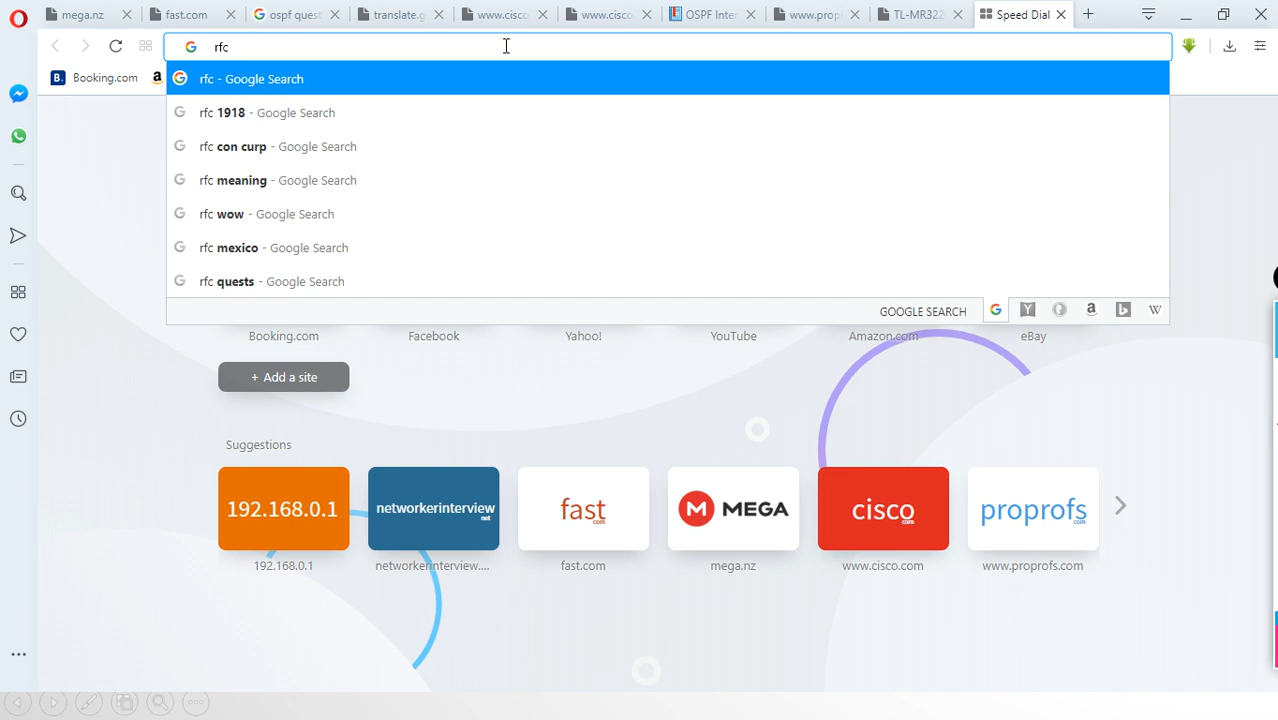 mega.nz
fast.com
ospf quest
translate.g
www.cisco
www.cisco
OSPF Inter
www.prop
TL-MR322
Speed Dial
rfc
Booking.com
rfc - Google Search
rfc 1918 - Google Search
rfc con curp - Google Search
rfc meaning - Google Search
rfc wow - Google Search
rfc mexico - Google Search
rfc quests - Google Search
GOOGLE SEARCH
Booking.com
Facebook
Yahoo!
YouTube
Amazon.com
eBay
+ Add a site
Suggestions
192.168.0.1
networkerinterview
net
fast
com
MEGA
cisco
com
proprofs
com
192.168.0.1
networkerinterview....
fast.com
mega.nz
www.cisco.com
www.proprofs.com